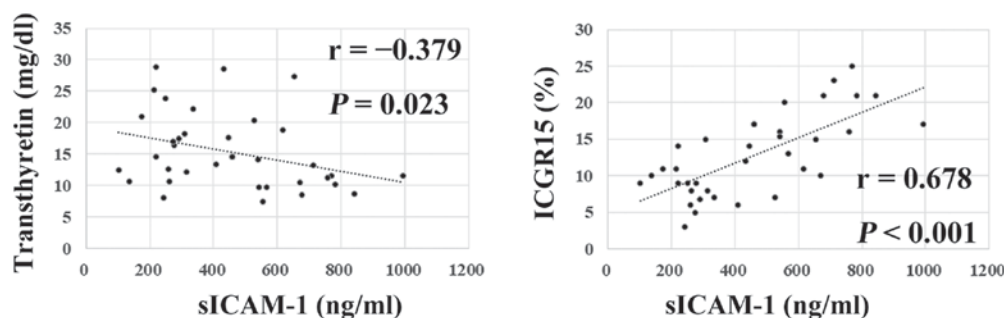 Transthyretin (mg/dl)
35
30
25
20
15
10
5
0
0 200 400 600 800 1000 1200
sICAM-1 (ng/ml)
r = −0.379
P = 0.023
ICGR15 (%)
30
25
20
15
10
5
0
0 200 400 600 800 1000 1200
sICAM-1 (ng/ml)
r = 0.678
P < 0.001